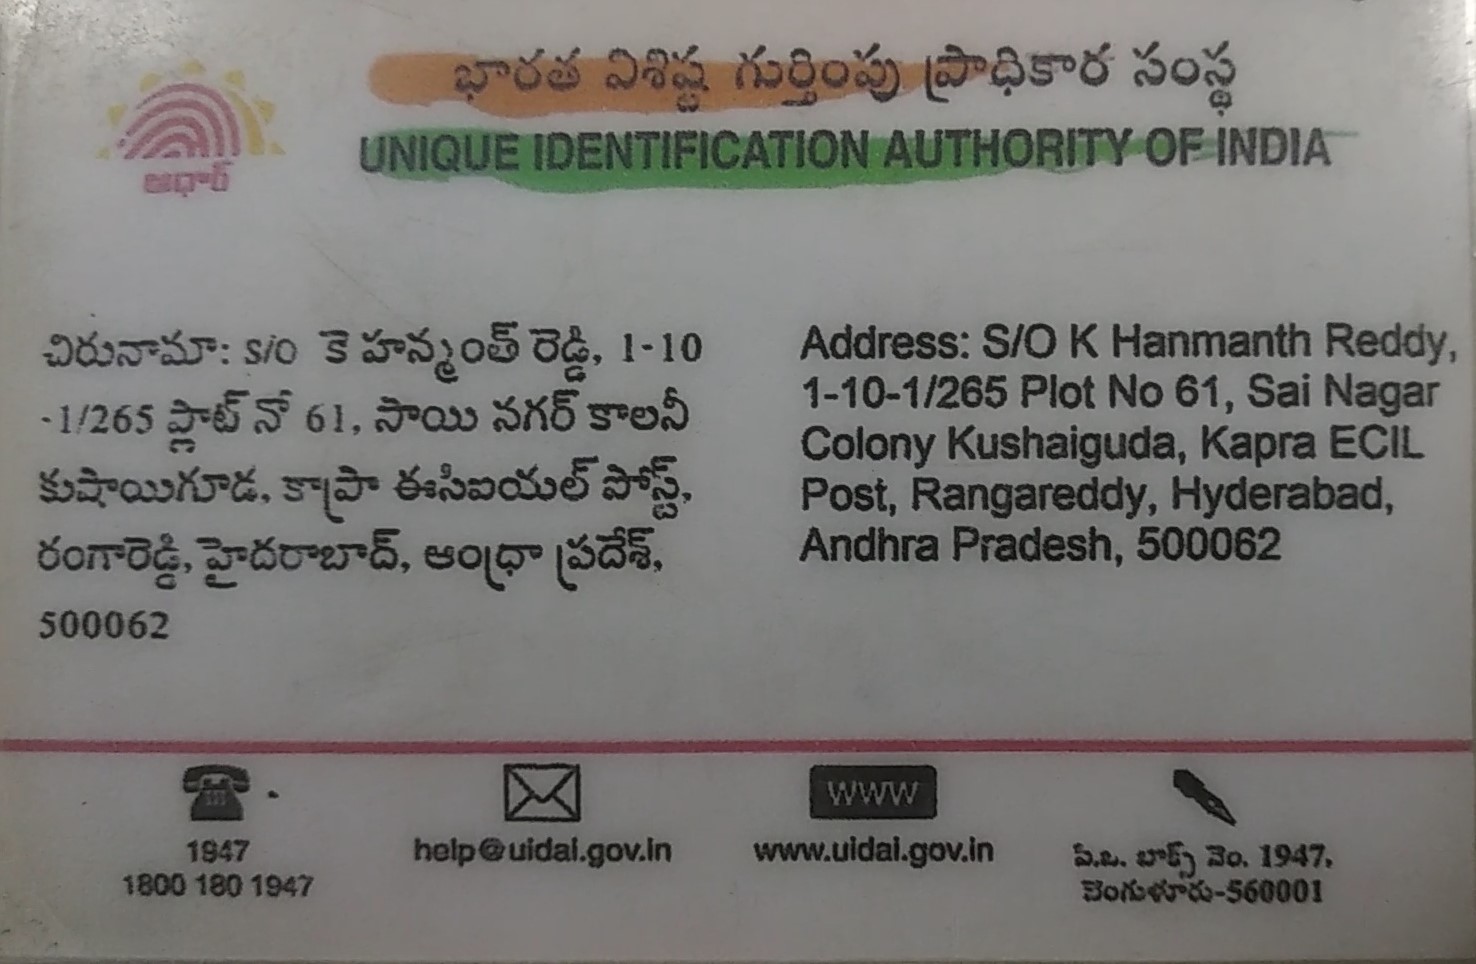 భారత విశిష్ట గుర్తింపు ప్రాధికార సంస్థ
UNIQUE IDENTIFICATION AUTHORITY OF INDIA
ఆధార్
చిరునామా: S/O కె హన్మంత్ రెడ్డి, 1-10
-1/265 ప్లాట్ నో 61, సాయి నగర్ కాలనీ
కుషాయిగూడ, కాప్రా ఈసిఐయల్ పోస్ట్,
రంగారెడ్డి, హైదరాబాద్, ఆంధ్రా ప్రదేశ్,
500062
Address: S/O K Hanmanth Reddy,
1-10-1/265 Plot No 61, Sai Nagar
Colony Kushaiguda, Kapra ECIL
Post, Rangareddy, Hyderabad,
Andhra Pradesh, 500062
1947
1800 180 1947
help@uidai.gov.in
WWW
www.uidai.gov.in
పి.బి. బాక్స్ నెం. 1947,
బెంగుళూరు-560001